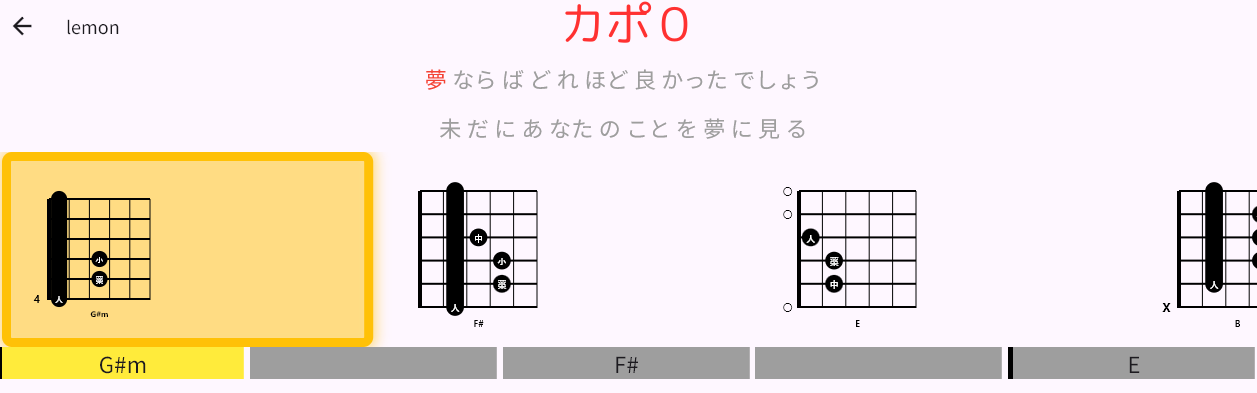 lemon
カポ0
夢ならばどれほど良かったでしょう
未だにあなたのことを夢に見る
小
薬
4
人
G#m
中
小
薬
人
F#
人
薬
中
E
人
X
B
G#m
F#
E